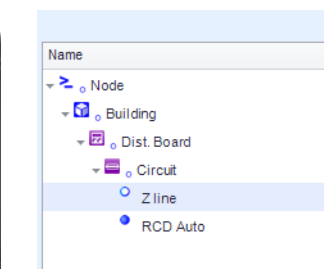 Name
Node
Building
Dist. Board
Circuit
Z line
RCD Auto